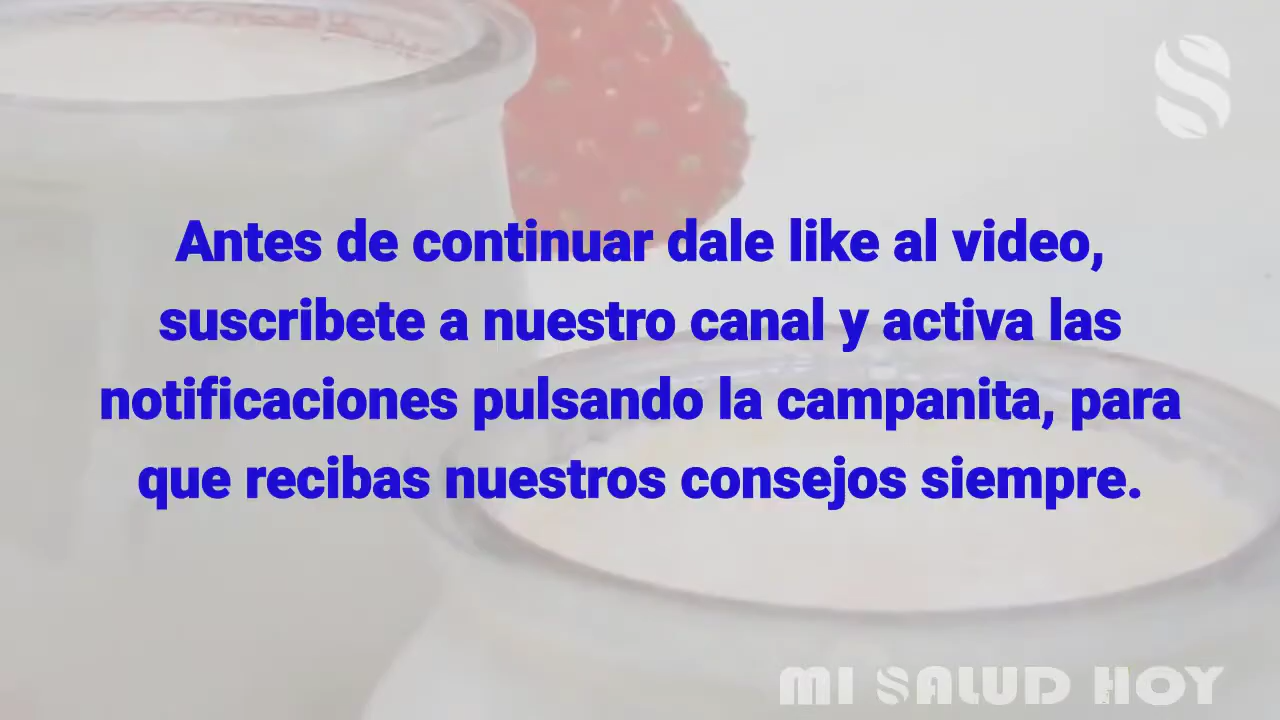 Antes de continuar dale like al video,
suscribete a nuestro canal y activa las
notificaciones pulsando la campanita, para
que recibas nuestros consejos siempre.
MI SALUD HOY